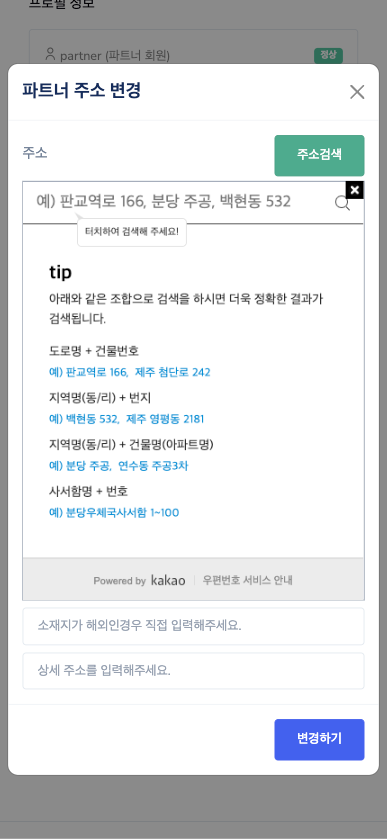 프로필 정보
partner (파트너 회원)
정상
파트너 주소 변경
주소
주소검색
예) 판교역로 166, 분당 주공, 백현동 532
터치하여 검색해 주세요!
tip
아래와 같은 조합으로 검색을 하시면 더욱 정확한 결과가
검색됩니다.
도로명 + 건물번호
예) 판교역로 166, 제주 첨단로 242
지역명(동/리) + 번지
예) 백현동 532, 제주 영평동 2181
지역명(동/리) + 건물명(아파트명)
예) 분당 주공, 연수동 주공3차
사서함명 + 번호
예) 분당우체국사서함 1~100
Powered by kakao 우편번호 서비스 안내
소재지가 해외인경우 직접 입력해주세요.
상세 주소를 입력해주세요.
변경하기